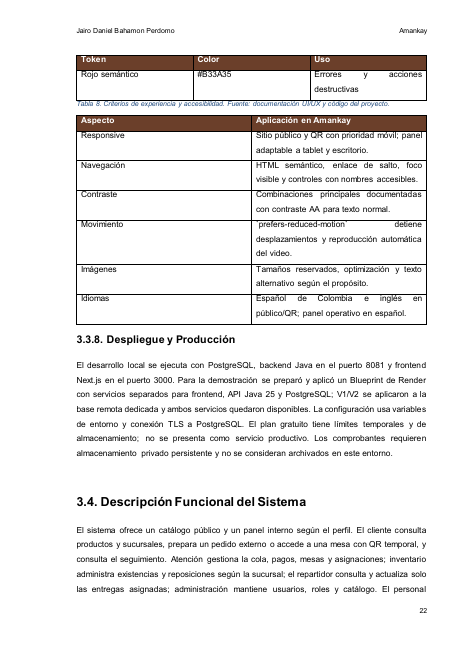 Jairo Daniel Bahamon Perdomo Amankay
Token Color Uso
Rojo semántico #B33A35 Errores y acciones
destructivas
Tabla 8. Criterios de experiencia y accesibilidad. Fuente: documentación UI/UX y código del proyecto.
Aspecto Aplicación en Amankay
Responsive Sitio público y QR con prioridad móvil; panel
adaptable a tablet y escritorio.
Navegación HTML semántico, enlace de salto, foco
visible y controles con nombres accesibles.
Contraste Combinaciones principales documentadas
con contraste AA para texto normal.
Movimiento `prefers-reduced-motion` detiene
desplazamientos y reproducción automática
del video.
Imágenes Tamaños reservados, optimización y texto
alternativo según el propósito.
Idiomas Español de Colombia e inglés en
público/QR; panel operativo en español.
3.3.8. Despliegue y Producción
El desarrollo local se ejecuta con PostgreSQL, backend Java en el puerto 8081 y frontend
Next.js en el puerto 3000. Para la demostración se preparó y aplicó un Blueprint de Render
con servicios separados para frontend, API Java 25 y PostgreSQL; V1/V2 se aplicaron a la
base remota dedicada y ambos servicios quedaron disponibles. La configuración usa variables
de entorno y conexión TLS a PostgreSQL. El plan gratuito tiene límites temporales y de
almacenamiento; no se presenta como servicio productivo. Los comprobantes requieren
almacenamiento privado persistente y no se consideran archivados en este entorno.
3.4. Descripción Funcional del Sistema
El sistema ofrece un catálogo público y un panel interno según el perfil. El cliente consulta
productos y sucursales, prepara un pedido externo o accede a una mesa con QR temporal, y
consulta el seguimiento. Atención gestiona la cola, pagos, mesas y asignaciones; inventario
administra existencias y reposiciones según la sucursal; el repartidor consulta y actualiza solo
las entregas asignadas; administración mantiene usuarios, roles y catálogo. El personal
22